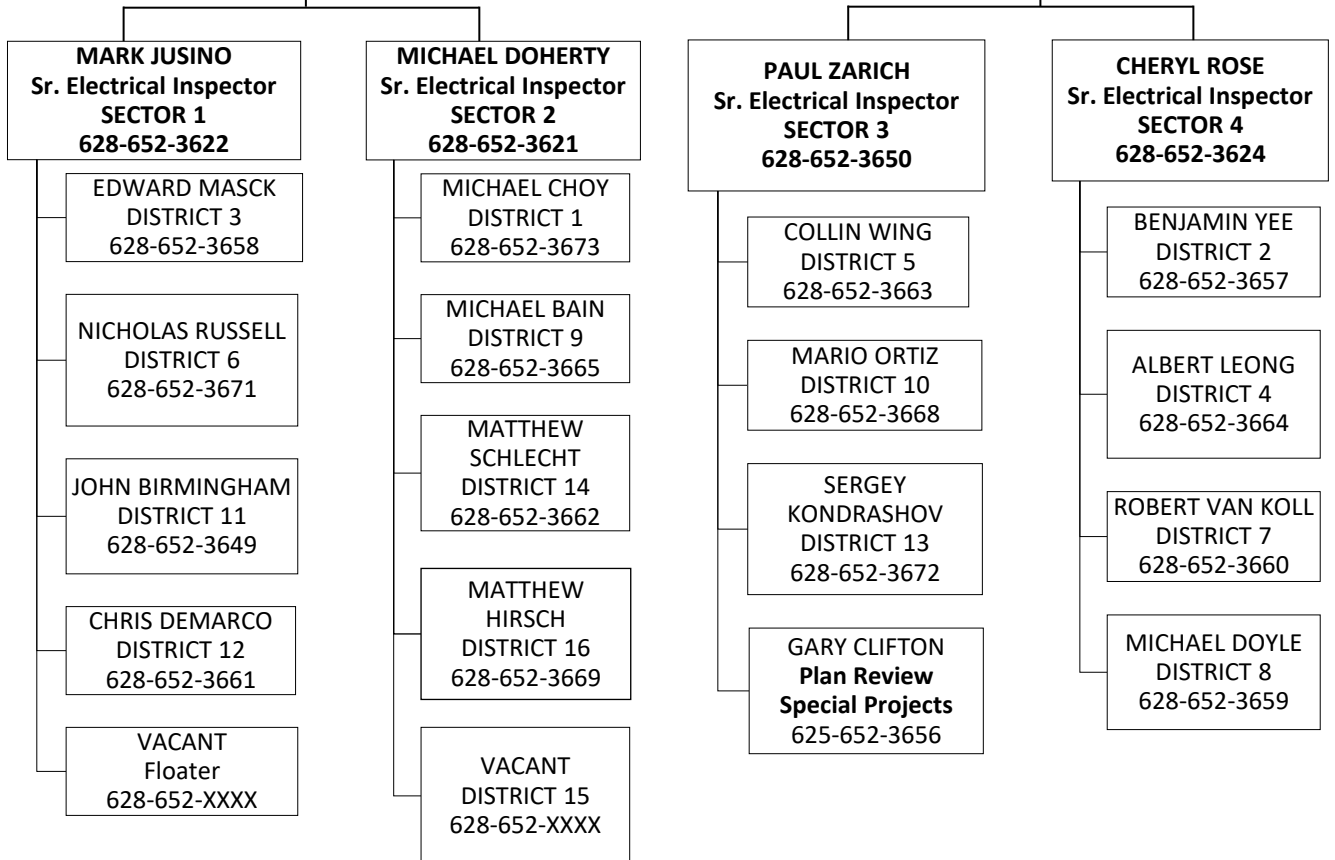 MARK JUSINO
Sr. Electrical Inspector
SECTOR 1
628-652-3622
EDWARD MASCK
DISTRICT 3
628-652-3658
NICHOLAS RUSSELL
DISTRICT 6
628-652-3671
JOHN BIRMINGHAM
DISTRICT 11
628-652-3649
CHRIS DEMARCO
DISTRICT 12
628-652-3661
VACANT
Floater
628-652-XXXX
MICHAEL DOHERTY
Sr. Electrical Inspector
SECTOR 2
628-652-3621
MICHAEL CHOY
DISTRICT 1
628-652-3673
MICHAEL BAIN
DISTRICT 9
628-652-3665
MATTHEW
SCHLECHT
DISTRICT 14
628-652-3662
MATTHEW
HIRSCH
DISTRICT 16
628-652-3669
VACANT
DISTRICT 15
628-652-XXXX
PAUL ZARICH
Sr. Electrical Inspector
SECTOR 3
628-652-3650
COLLIN WING
DISTRICT 5
628-652-3663
MARIO ORTIZ
DISTRICT 10
628-652-3668
SERGEY
KONDRASHOV
DISTRICT 13
628-652-3672
GARY CLIFTON
Plan Review
Special Projects
625-652-3656
CHERYL ROSE
Sr. Electrical Inspector
SECTOR 4
628-652-3624
BENJAMIN YEE
DISTRICT 2
628-652-3657
ALBERT LEONG
DISTRICT 4
628-652-3664
ROBERT VAN KOLL
DISTRICT 7
628-652-3660
MICHAEL DOYLE
DISTRICT 8
628-652-3659